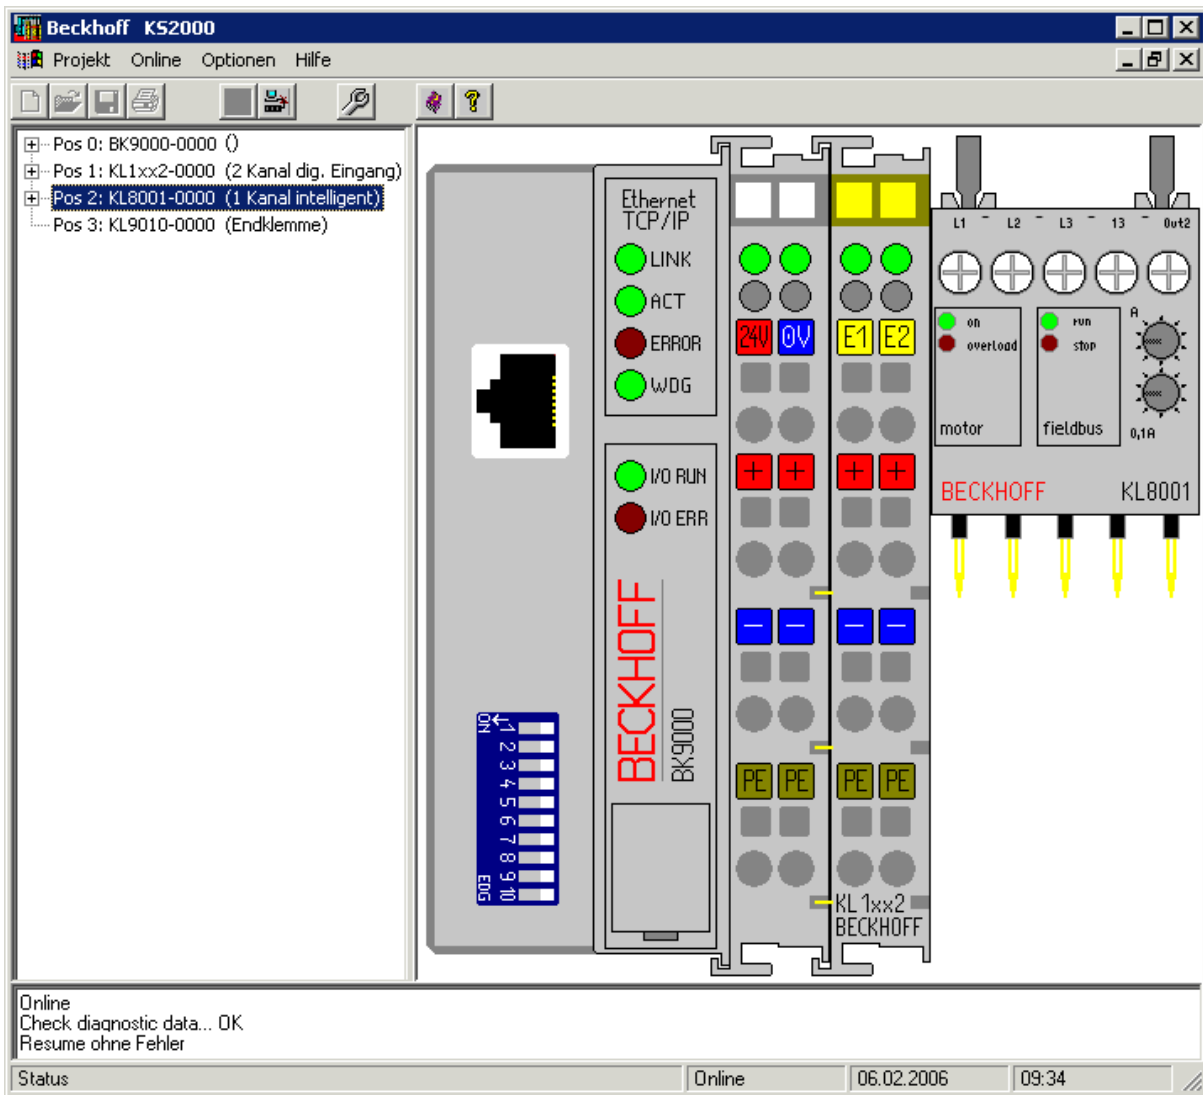 Beckhoff KS2000
Projekt Online Optionen Hilfe
Pos 0: BK9000-0000 ()
Pos 1: KL1xx2-0000 (2 Kanal dig. Eingang)
Pos 2: KL8001-0000 (1 Kanal intelligent)
Pos 3: KL9010-0000 (Endklemme)
Ethernet
TCP/IP
LINK
ACT
ERROR
WDG
I/O RUN
I/O ERR
BECKHOFF
BK9000
ON
1
2
3
4
5
6
7
8
9
10
EDG
24V 0V E1 E2
+ + + +
− − − −
PE PE PE PE
KL1xx2
BECKHOFF
L1 L2 L3 13 Out2
on
overload
motor
run
stop
fieldbus
A
0,1A
BECKHOFF KL8001
Online
Check diagnostic data... OK
Resume ohne Fehler
Status Online 06.02.2006 09:34